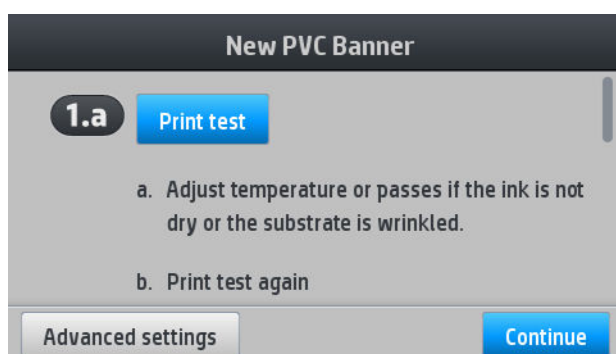 New PVC Banner
1.a Print test
a. Adjust temperature or passes if the ink is not
dry or the substrate is wrinkled.
b. Print test again
Advanced settings Continue